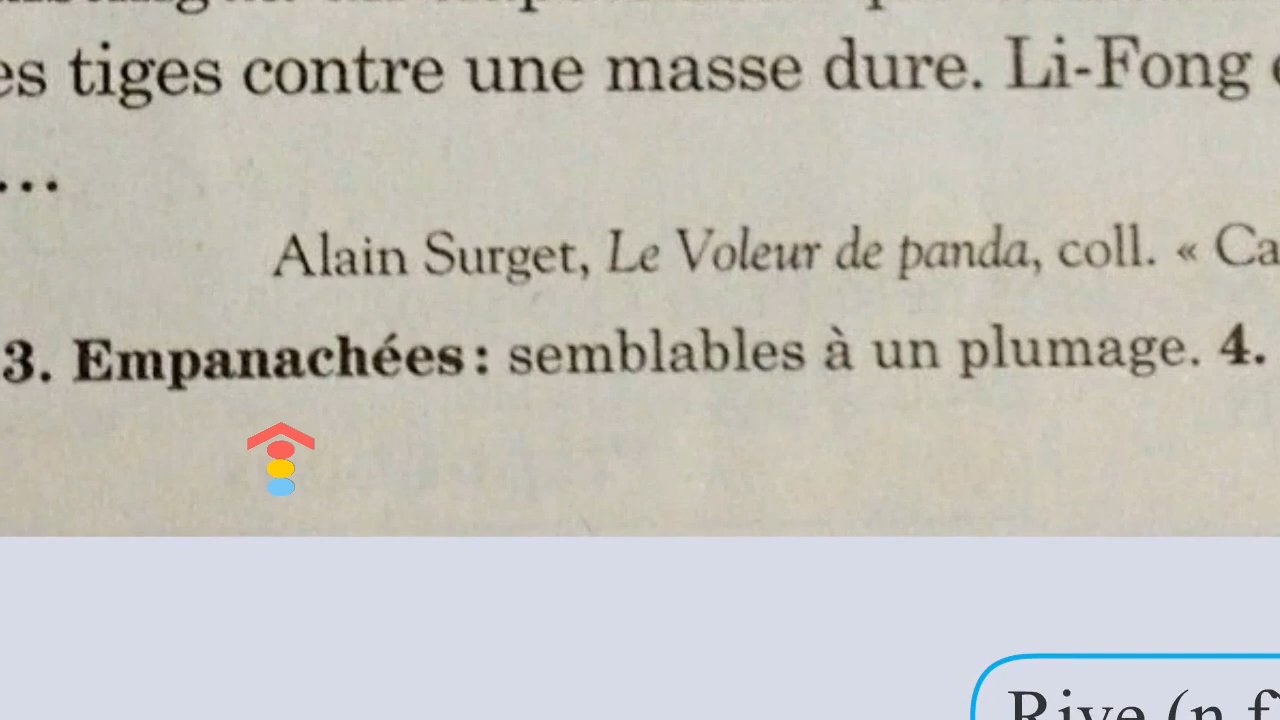 es tiges contre une masse dure. Li-Fong
...
Alain Surget, Le Voleur de panda, coll. « Ca
3. Empanachées : semblables à un plumage. 4.
Rive (n.f